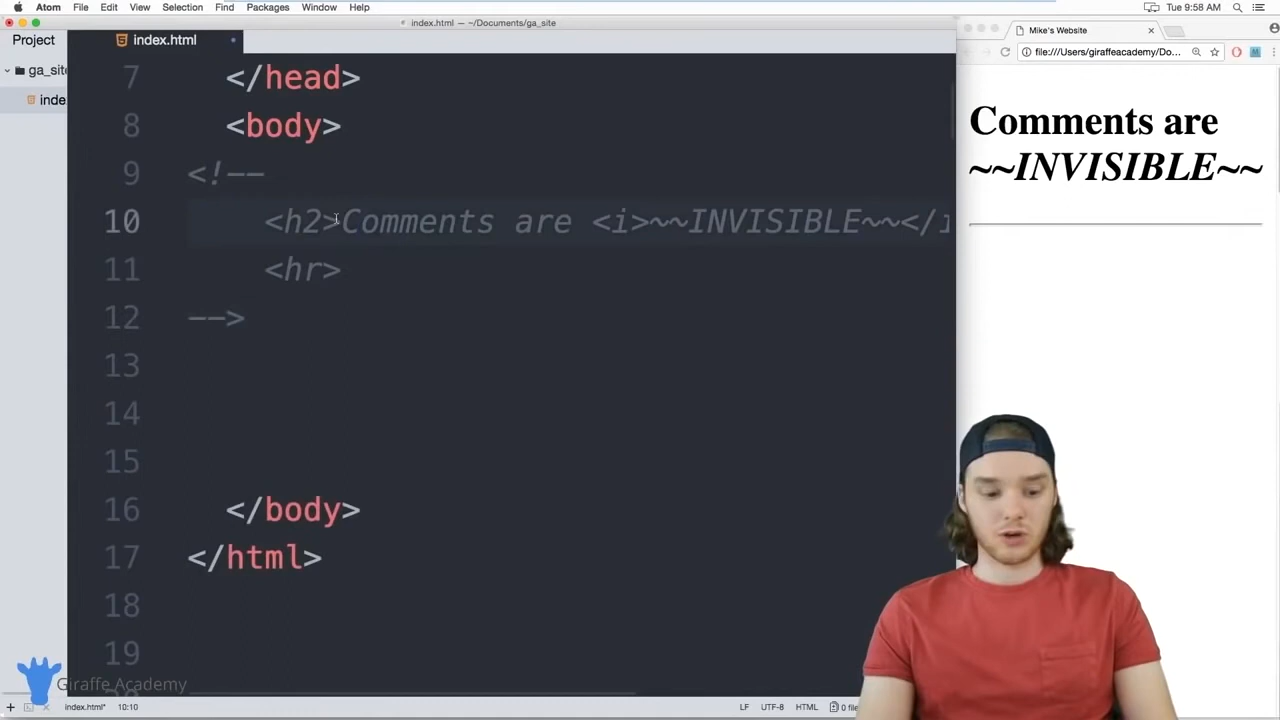 Atom File Edit View Selection Find Packages Window Help
Tue 9:58 AM
index.html — ~/Documents/ga_site
Project
index.html
ga_site
inde
7 </head>
8 <body>
9 <!--
10 <h2>Comments are <i>~~INVISIBLE~~</i
11 <hr>
12 -->
13
14
15
16 </body>
17 </html>
18
19
Giraffe Academy
index.html* 10:10
LF UTF-8 HTML 0 file
Mike's Website
file:///Users/giraffeacademy/Do...
Comments are
~~INVISIBLE~~